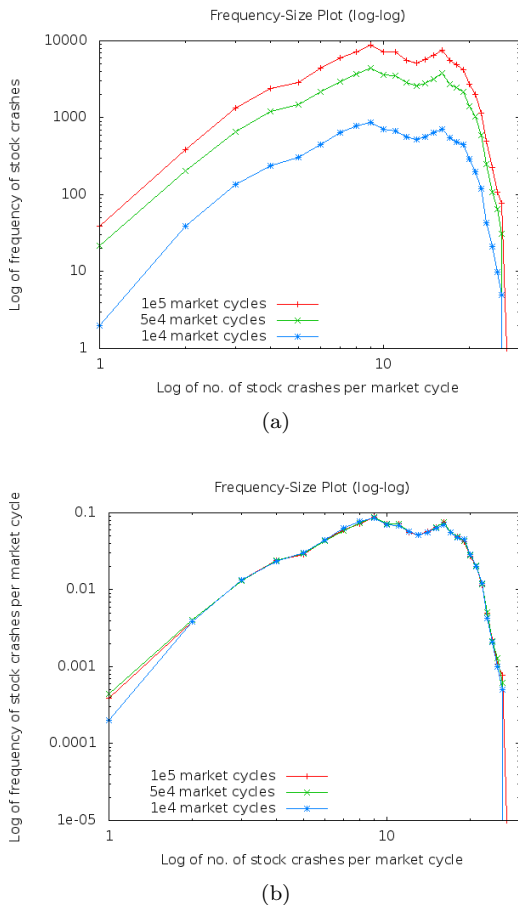 Frequency-Size Plot (log-log)
10000
1000
100
10
1
1
10
Log of frequency of stock crashes
1e5 market cycles
5e4 market cycles
1e4 market cycles
Log of no. of stock crashes per market cycle
(a)
Frequency-Size Plot (log-log)
0.1
0.01
0.001
0.0001
1e-05
1
10
Log of frequency of stock crashes per market cycle
1e5 market cycles
5e4 market cycles
1e4 market cycles
Log of no. of stock crashes per market cycle
(b)